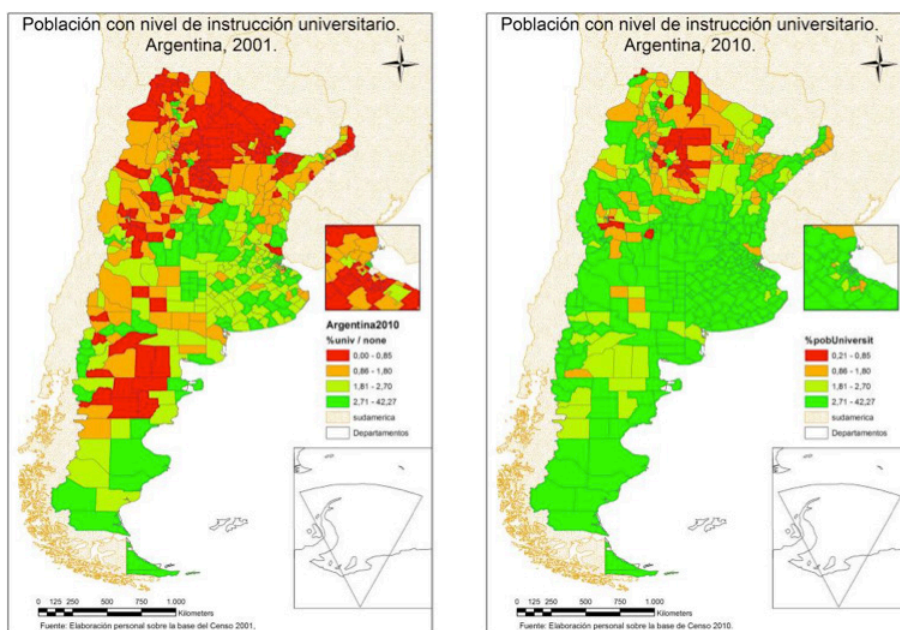 Población con nivel de instrucción universitario.
Argentina, 2001.
N
Argentina2010
%univ / none
0,00 - 0,85
0,86 - 1,80
1,81 - 2,70
2,71 - 42,27
sudamerica
Departamentos
0 125 250 500 750 1.000
Kilometers
Fuente: Elaboración personal sobre la base del Censo 2001,
Población con nivel de instrucción universitario.
Argentina, 2010.
N
%pobUniversit
0,21 - 0,85
0,86 - 1,80
1,81 - 2,70
2,71 - 42,27
sudamerica
Departamentos
0 125 250 500 750 1.000
Kilometers
Fuente: Elaboración personal sobre la base de Censo 2010.